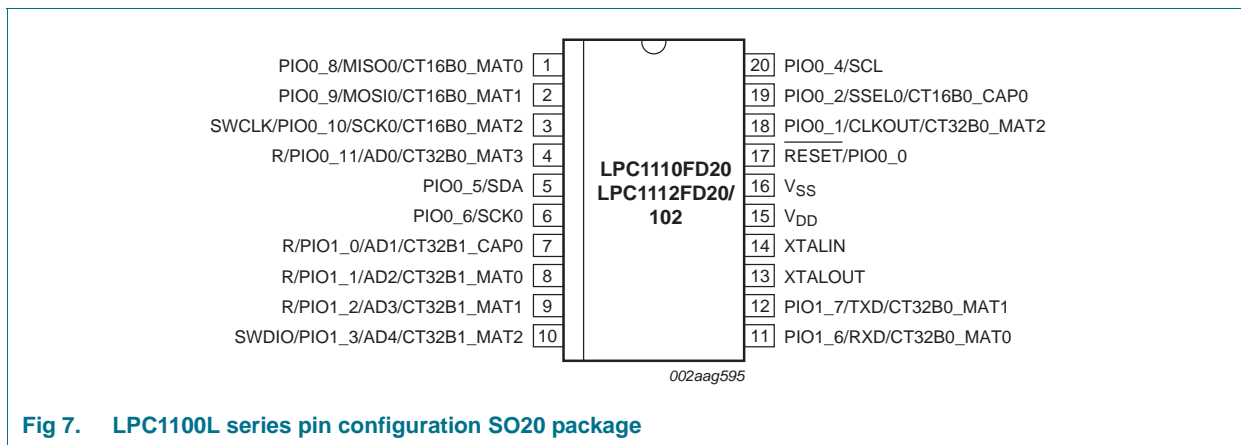 PIO0_8/MISO0/CT16B0_MAT0 1
PIO0_9/MOSI0/CT16B0_MAT1 2
SWCLK/PIO0_10/SCK0/CT16B0_MAT2 3
R/PIO0_11/AD0/CT32B0_MAT3 4
PIO0_5/SDA 5
PIO0_6/SCK0 6
R/PIO1_0/AD1/CT32B1_CAP0 7
R/PIO1_1/AD2/CT32B1_MAT0 8
R/PIO1_2/AD3/CT32B1_MAT1 9
SWDIO/PIO1_3/AD4/CT32B1_MAT2 10
LPC1110FD20
LPC1112FD20/
102
20 PIO0_4/SCL
19 PIO0_2/SSEL0/CT16B0_CAP0
18 PIO0_1/CLKOUT/CT32B0_MAT2
17 RESET/PIO0_0
16 VSS
15 VDD
14 XTALIN
13 XTALOUT
12 PIO1_7/TXD/CT32B0_MAT1
11 PIO1_6/RXD/CT32B0_MAT0
002aag595
Fig 7. LPC1100L series pin configuration SO20 package